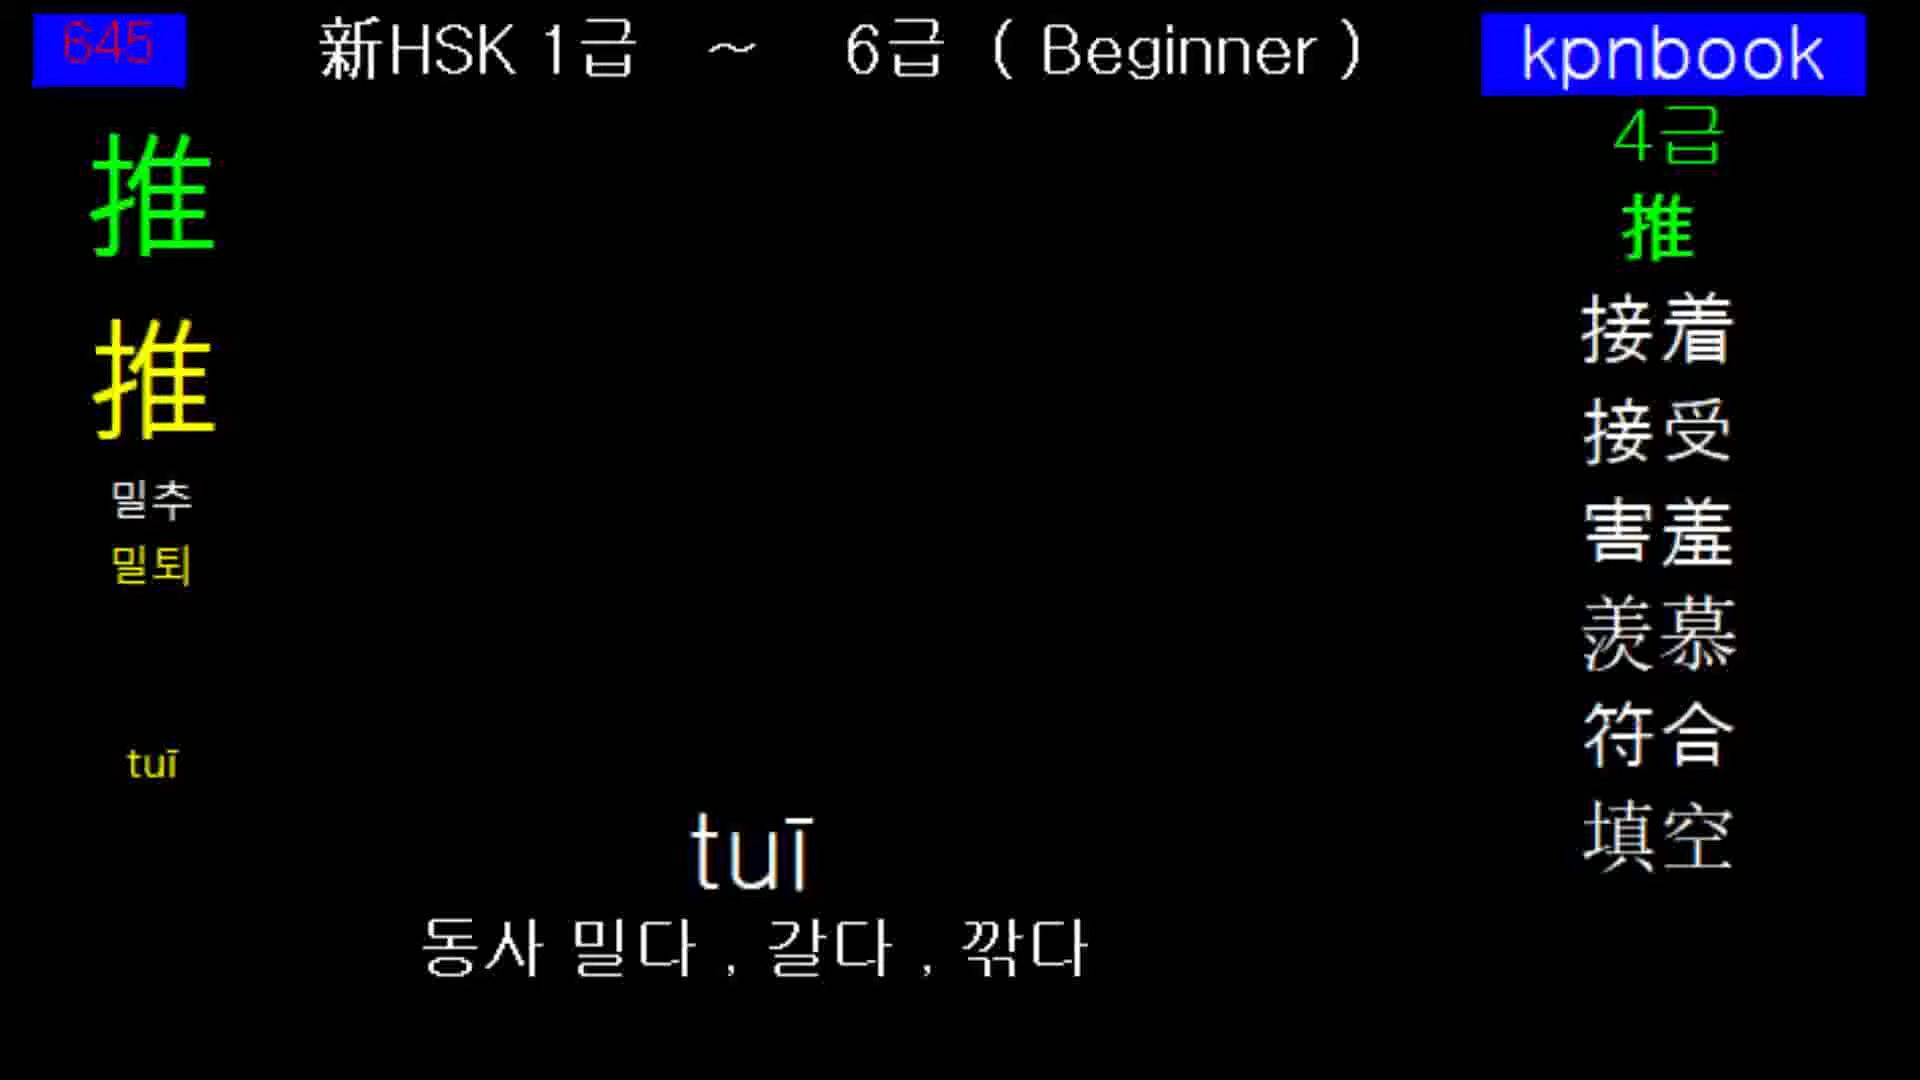 645
新HSK 1급 ~ 6급 ( Beginner )
kpnbook
推
推
밀추
밀퇴
tuī
tuī
동사 밀다 , 갈다 , 깎다
4급
推
接着
接受
害羞
羡慕
符合
填空